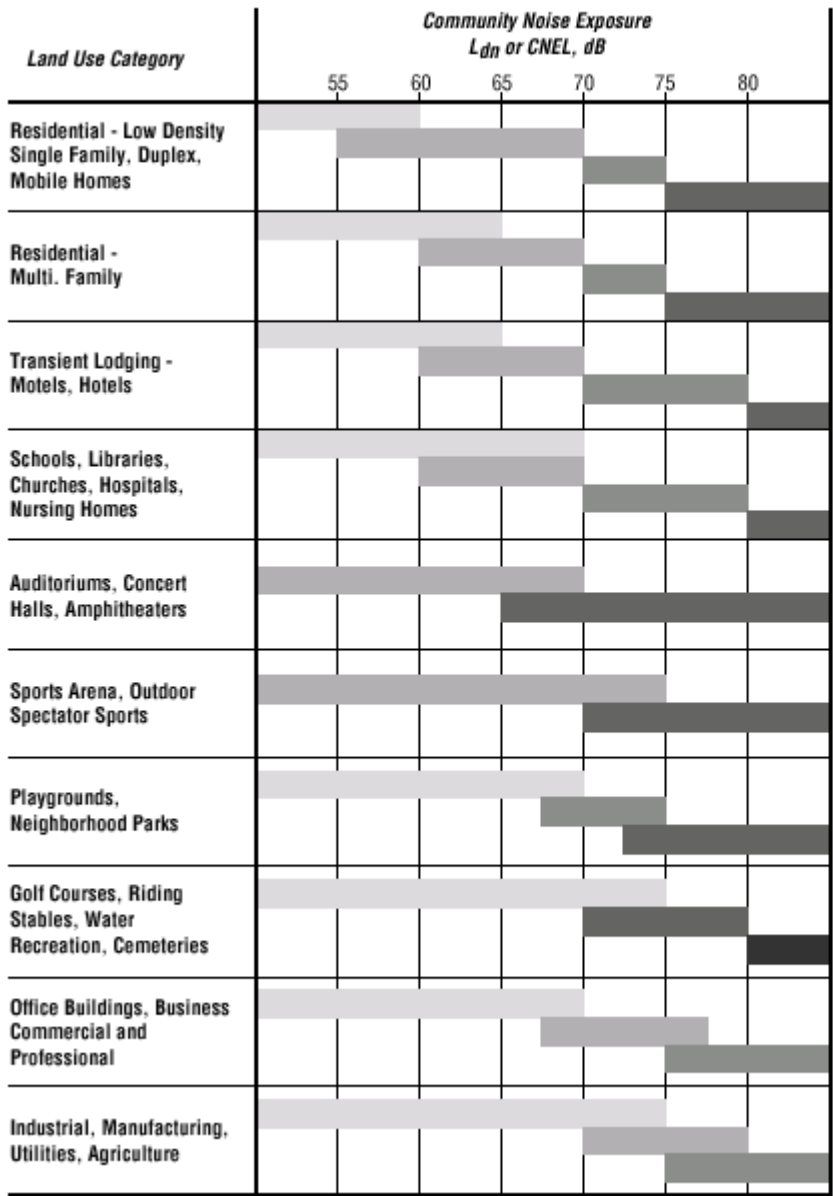 Community Noise Exposure
Ldn or CNEL, dB
Land Use Category
55 60 65 70 75 80
Residential - Low Density
Single Family, Duplex,
Mobile Homes
Residential -
Multi. Family
Transient Lodging -
Motels, Hotels
Schools, Libraries,
Churches, Hospitals,
Nursing Homes
Auditoriums, Concert
Halls, Amphitheaters
Sports Arena, Outdoor
Spectator Sports
Playgrounds,
Neighborhood Parks
Golf Courses, Riding
Stables, Water
Recreation, Cemeteries
Office Buildings, Business
Commercial and
Professional
Industrial, Manufacturing,
Utilities, Agriculture